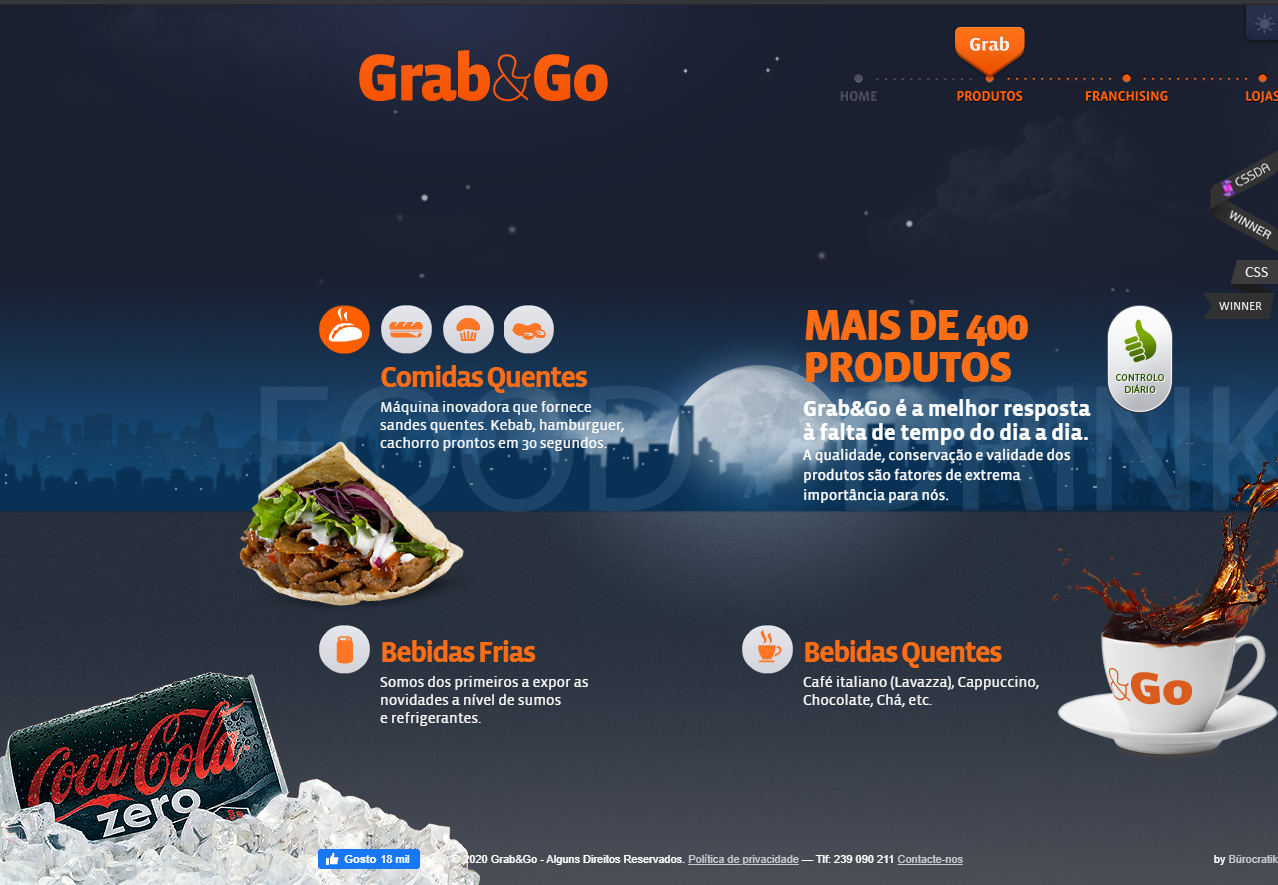 Grab&Go
Grab
HOME
PRODUTOS
FRANCHISING
LOJAS
CSSDA
WINNER
CSS
WINNER
Comidas Quentes
Máquina inovadora que fornece
sandes quentes. Kebab, hamburguer,
cachorro prontos em 30 segundos.
MAIS DE 400
PRODUTOS
Grab&Go é a melhor resposta
à falta de tempo do dia a dia.
A qualidade, conservação e validade dos
produtos são fatores de extrema
importância para nós.
CONTROLO
DIÁRIO
FOOD / DRINK
Bebidas Frias
Somos dos primeiros a expor as
novidades a nível de sumos
e refrigerantes.
Bebidas Quentes
Café italiano (Lavazza), Cappuccino,
Chocolate, Chá, etc.
&Go
Coca-Cola
zero
Gosto 18 mil
© 2020 Grab&Go - Alguns Direitos Reservados. Política de privacidade — Tlf: 239 090 211 Contacte-nos
by Bürocratik